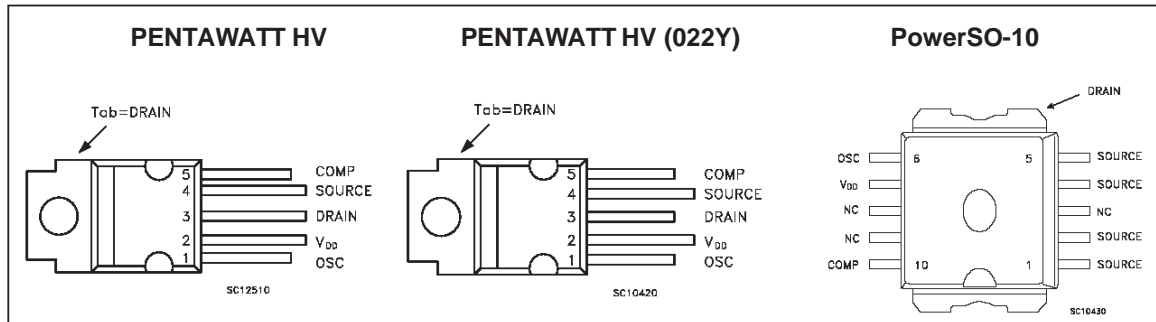 PENTAWATT HV
Tab=DRAIN
5 COMP
4 SOURCE
3 DRAIN
2 VDD
1 OSC
SC12510
PENTAWATT HV (022Y)
Tab=DRAIN
5 COMP
4 SOURCE
3 DRAIN
2 VDD
1 OSC
SC10420
PowerSO-10
DRAIN
OSC 6 5 SOURCE
VDD SOURCE
NC NC
NC SOURCE
COMP 10 1 SOURCE
SC10430